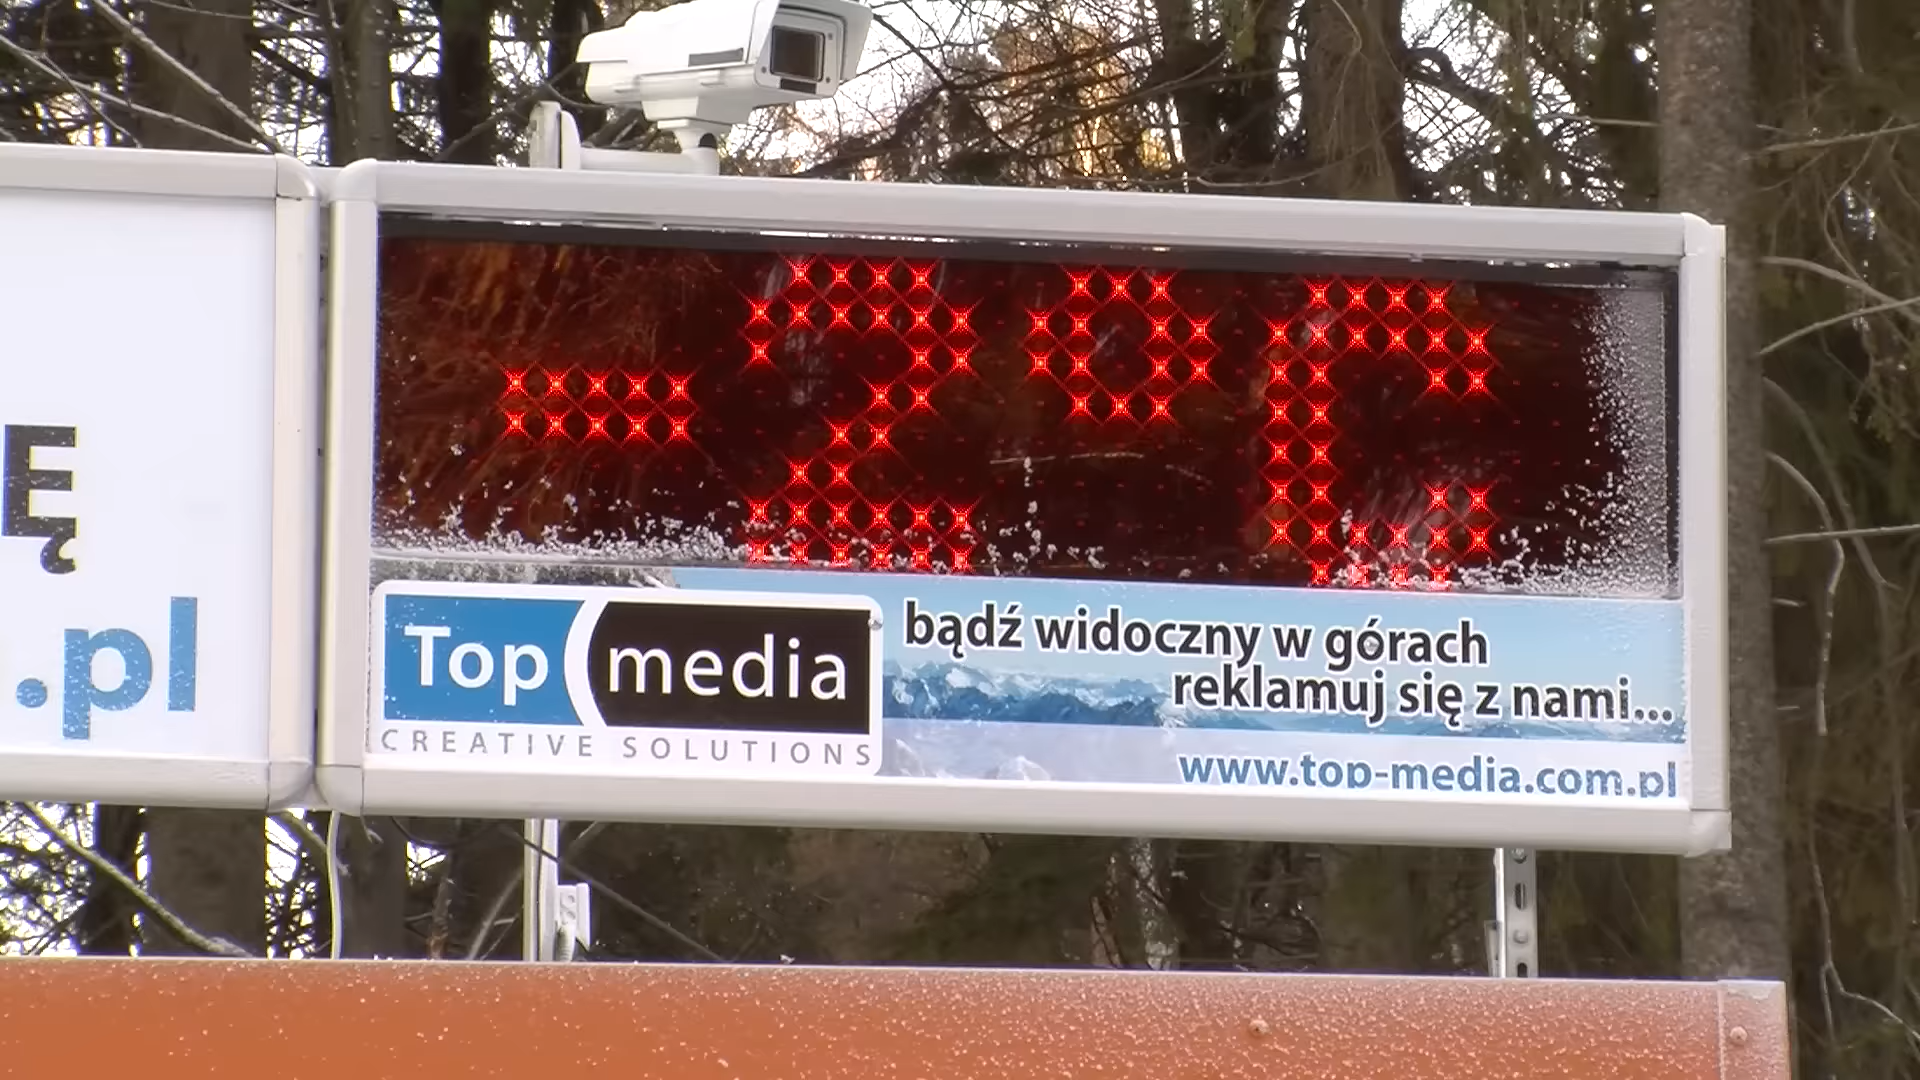 -2°C
Ę
.pl
Top media
CREATIVE SOLUTIONS
bądź widoczny w górach
reklamuj się z nami...
www.top-media.com.pl